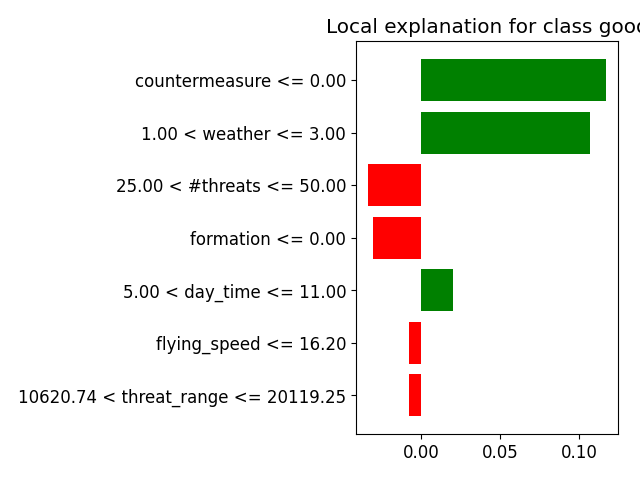 Local explanation for class good
countermeasure <= 0.00
1.00 < weather <= 3.00
25.00 < #threats <= 50.00
formation <= 0.00
5.00 < day_time <= 11.00
flying_speed <= 16.20
10620.74 < threat_range <= 20119.25
0.00 0.05 0.10